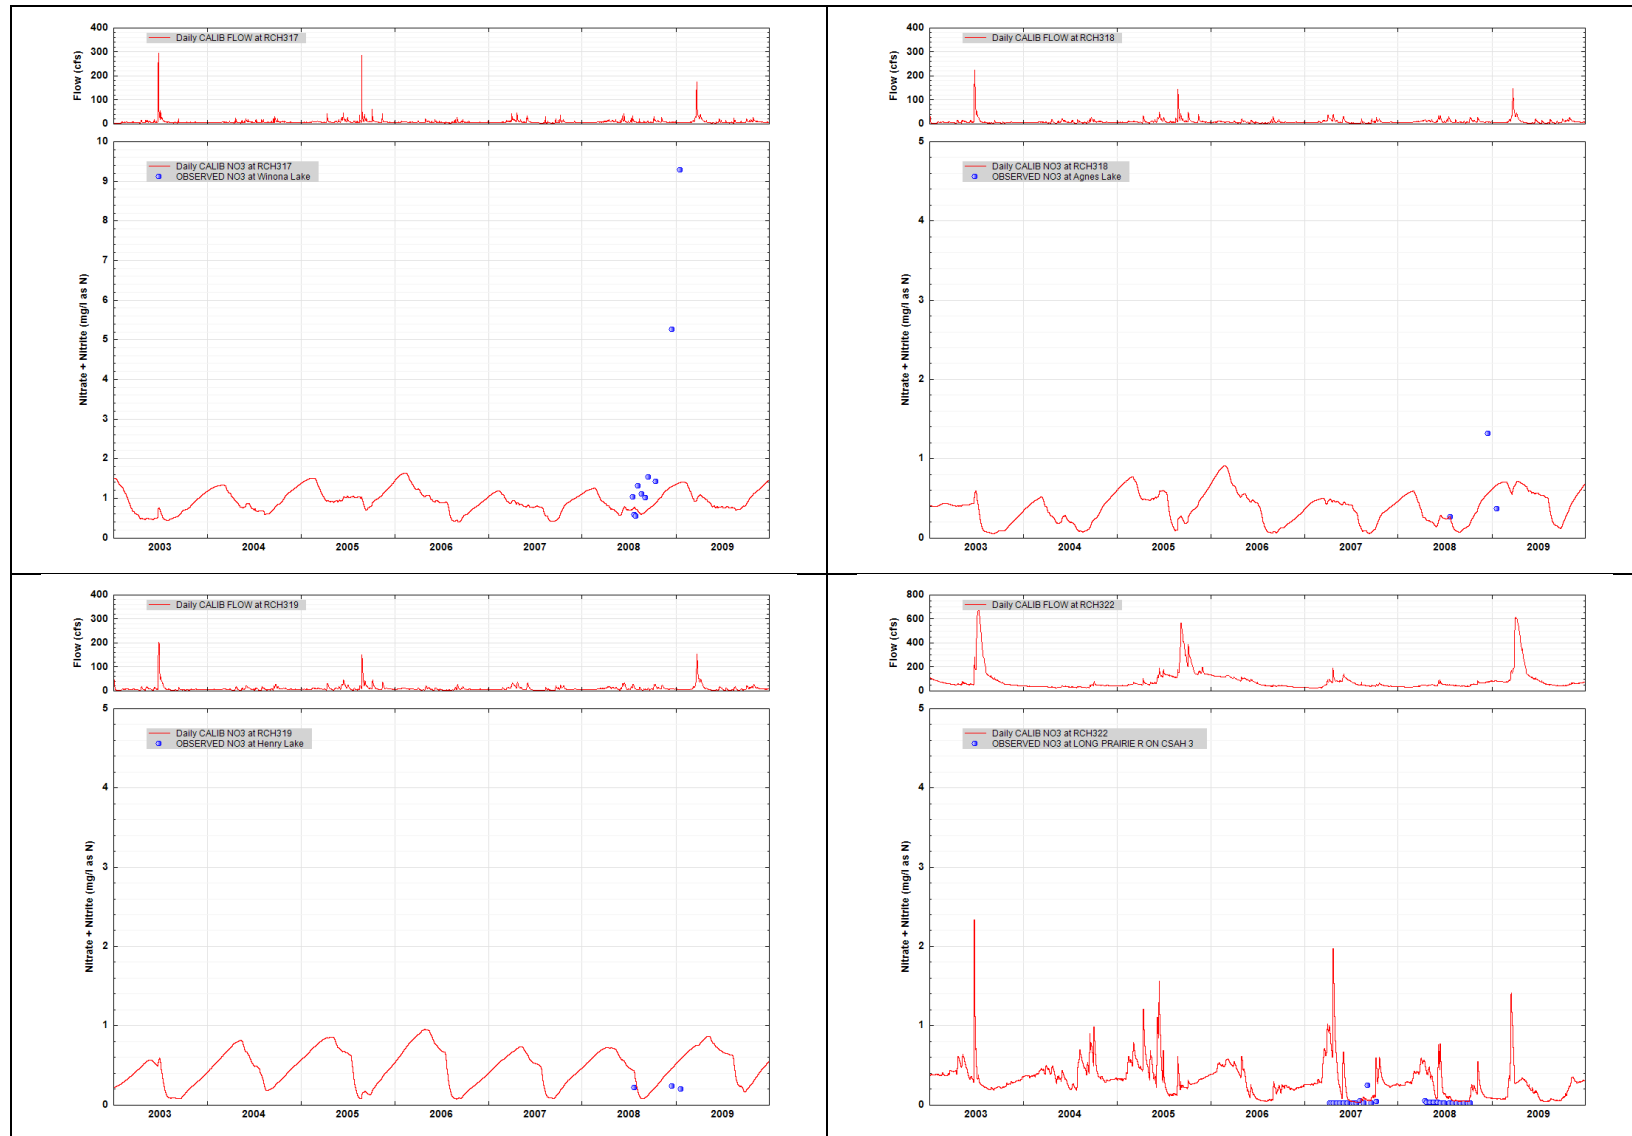 400
300
200
100
0
Flow (cfs)
Daily CALIB FLOW at RCH317
10
9
8
7
6
5
4
3
2
1
0
Nitrate + Nitrite (mg/l as N)
Daily CALIB NO3 at RCH317
OBSERVED NO3 at Winona Lake
2003 2004 2005 2006 2007 2008 2009
400
300
200
100
0
Flow (cfs)
Daily CALIB FLOW at RCH318
5
4
3
2
1
0
Nitrate + Nitrite (mg/l as N)
Daily CALIB NO3 at RCH318
OBSERVED NO3 at Agnes Lake
2003 2004 2005 2006 2007 2008 2009
400
300
200
100
0
Flow (cfs)
Daily CALIB FLOW at RCH319
5
4
3
2
1
0
Nitrate + Nitrite (mg/l as N)
Daily CALIB NO3 at RCH319
OBSERVED NO3 at Henry Lake
2003 2004 2005 2006 2007 2008 2009
800
600
400
200
0
Flow (cfs)
Daily CALIB FLOW at RCH322
5
4
3
2
1
0
Nitrate + Nitrite (mg/l as N)
Daily CALIB NO3 at RCH322
OBSERVED NO3 at LONG PRAIRIE R ON CSAH 3
2003 2004 2005 2006 2007 2008 2009